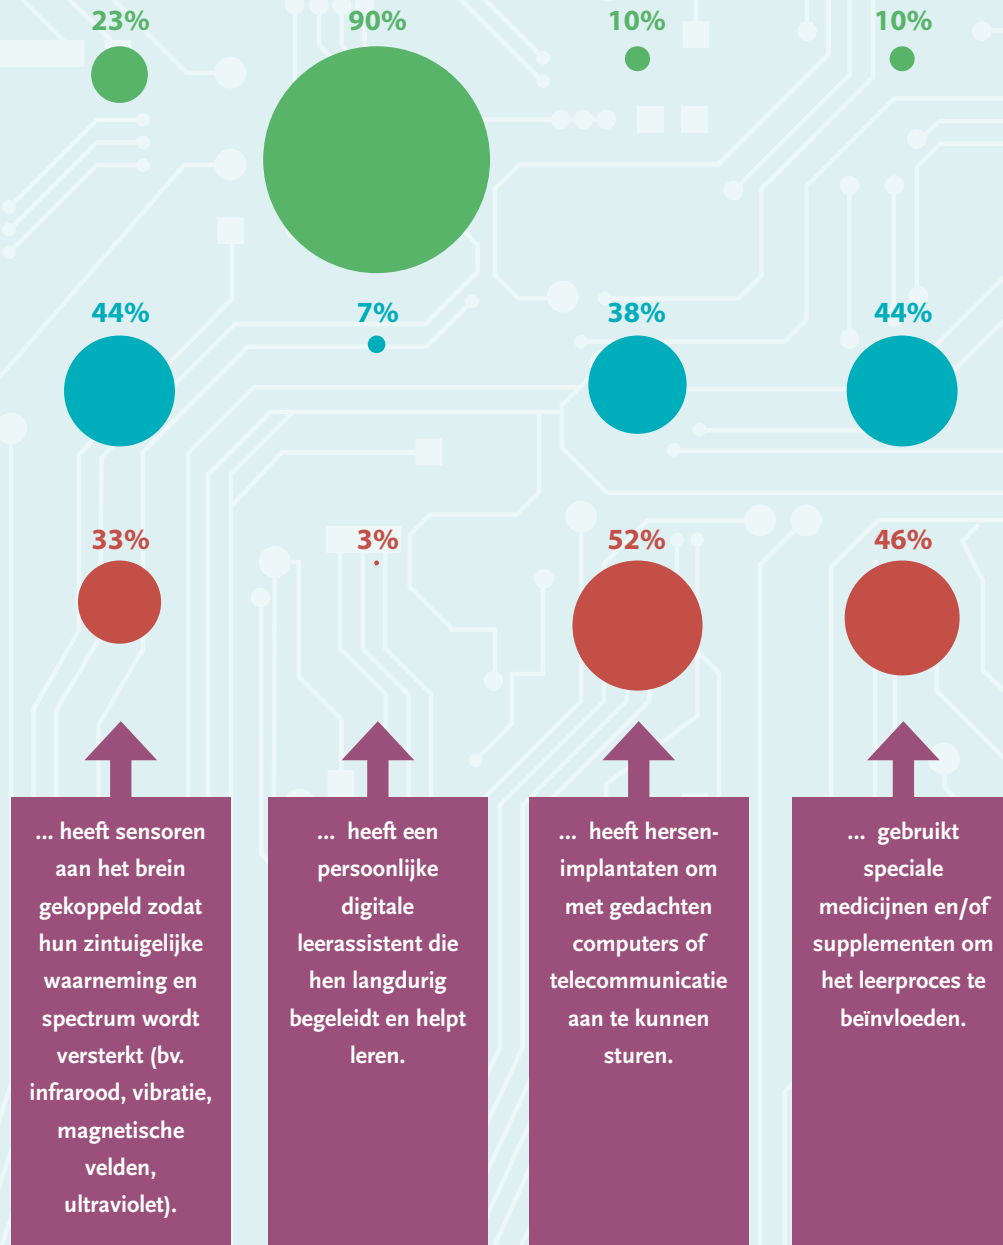 23% 90% 10% 10%
44% 7% 38% 44%
33% 3% 52% 46%
... heeft sensoren
aan het brein
gekoppeld zodat
hun zintuigelijke
waarneming en
spectrum wordt
versterkt (bv.
infrarood, vibratie,
magnetische
velden,
ultraviolet).
... heeft een
persoonlijke
digitale
leerassistent die
hen langdurig
begeleidt en helpt
leren.
... heeft hersen-
implantaten om
met gedachten
computers of
telecommunicatie
aan te kunnen
sturen.
... gebruikt
speciale
medicijnen en/of
supplementen om
het leerproces te
beïnvloeden.